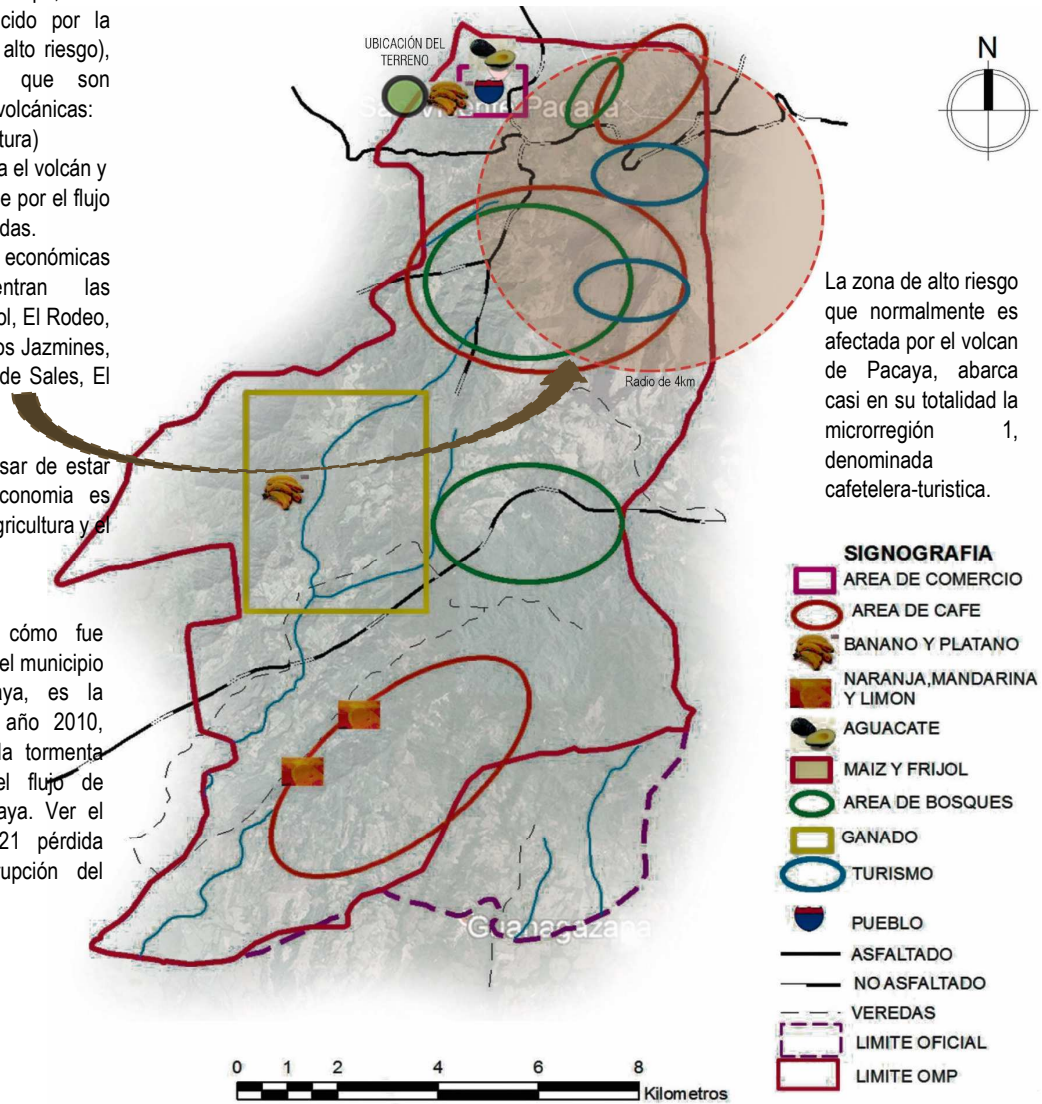 cido por la
alto riesgo),
que son
volcánicas:
tura)
a el volcán y
e por el flujo
das.
económicas
entran las
ol, El Rodeo,
os Jazmines,
de Sales, El
sar de estar
conomia es
gricultura y el
cómo fue
el municipio
aya, es la
año 2010,
la tormenta
el flujo de
aya. Ver el
21 pérdida
rupción del
UBICACIÓN DEL
TERRENO
San Vicente Pacaya
N
Radio de 4km
Guanagazapa
La zona de alto riesgo
que normalmente es
afectada por el volcan
de Pacaya, abarca
casi en su totalidad la
microrregión 1,
denominada
cafetelera-turistica.
SIGNOGRAFIA
AREA DE COMERCIO
AREA DE CAFE
BANANO Y PLATANO
NARANJA,MANDARINA
Y LIMON
AGUACATE
MAIZ Y FRIJOL
AREA DE BOSQUES
GANADO
TURISMO
PUEBLO
ASFALTADO
NO ASFALTADO
VEREDAS
LIMITE OFICIAL
LIMITE OMP
0 1 2 4 6 8
Kilometros